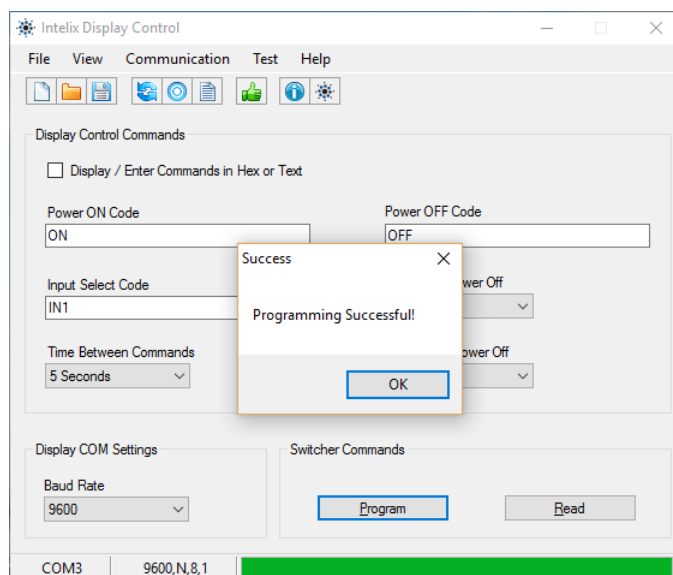 Intelix Display Control
File View Communication Test Help
Display Control Commands
Display / Enter Commands in Hex or Text
Power ON Code
Power OFF Code
ON
OFF
Success
Programming Successful!
OK
Input Select Code
wer Off
IN1
Time Between Commands
ower Off
5 Seconds
Display COM Settings
Switcher Commands
Baud Rate
9600
Program
Read
COM3
9600,N,8,1